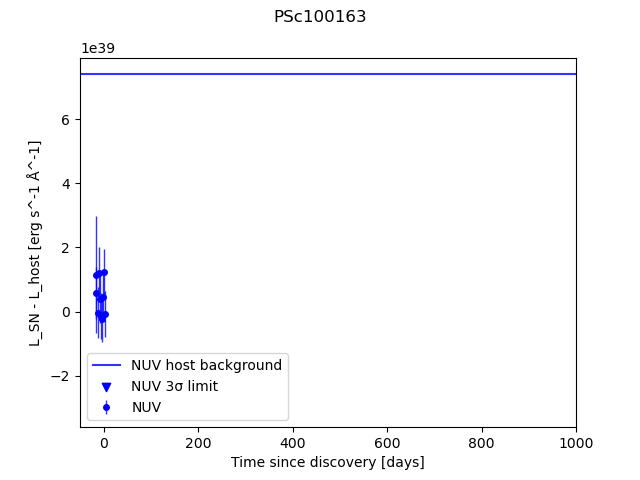 PSc100163
1e39
L_SN - L_host [erg s^-1 Å^-1]
6
4
2
0
−2
NUV host background
NUV 3σ limit
NUV
0 200 400 600 800 1000
Time since discovery [days]